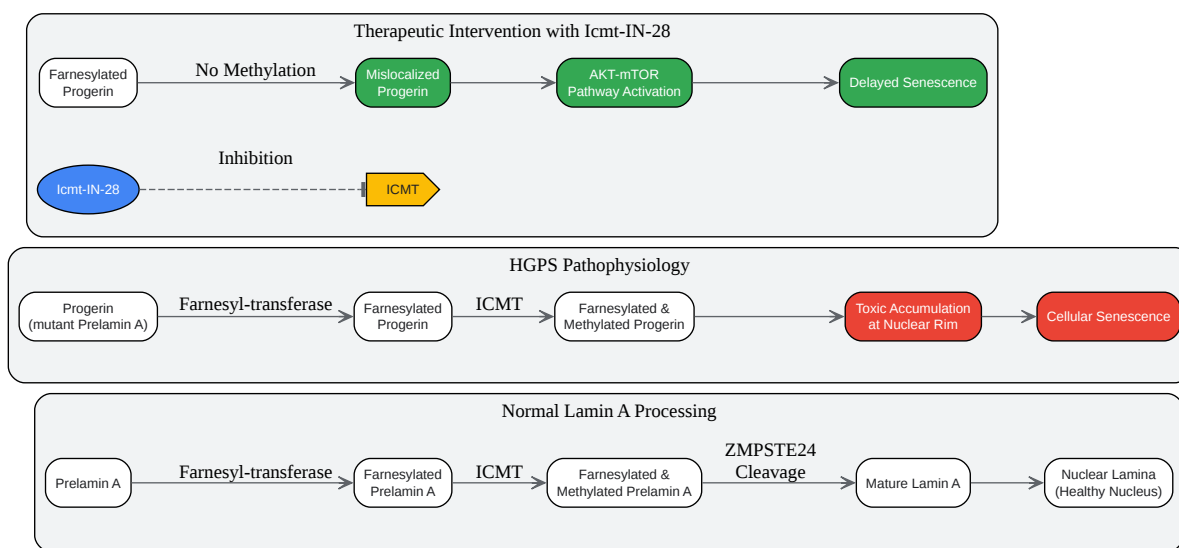 Therapeutic Intervention with Icmt-IN-28
Farnesylated
Progerin
No Methylation
Mislocalized
Progerin
AKT-mTOR
Pathway Activation
Delayed Senescence
Icmt-IN-28
Inhibition
ICMT
HGPS Pathophysiology
Progerin
(mutant Prelamin A)
Farnesyl-transferase
Farnesylated
Progerin
ICMT
Farnesylated &
Methylated Progerin
Toxic Accumulation
at Nuclear Rim
Cellular Senescence
Normal Lamin A Processing
Prelamin A
Farnesyl-transferase
Farnesylated
Prelamin A
ICMT
Farnesylated &
Methylated Prelamin A
ZMPSTE24
Cleavage
Mature Lamin A
Nuclear Lamina
(Healthy Nucleus)